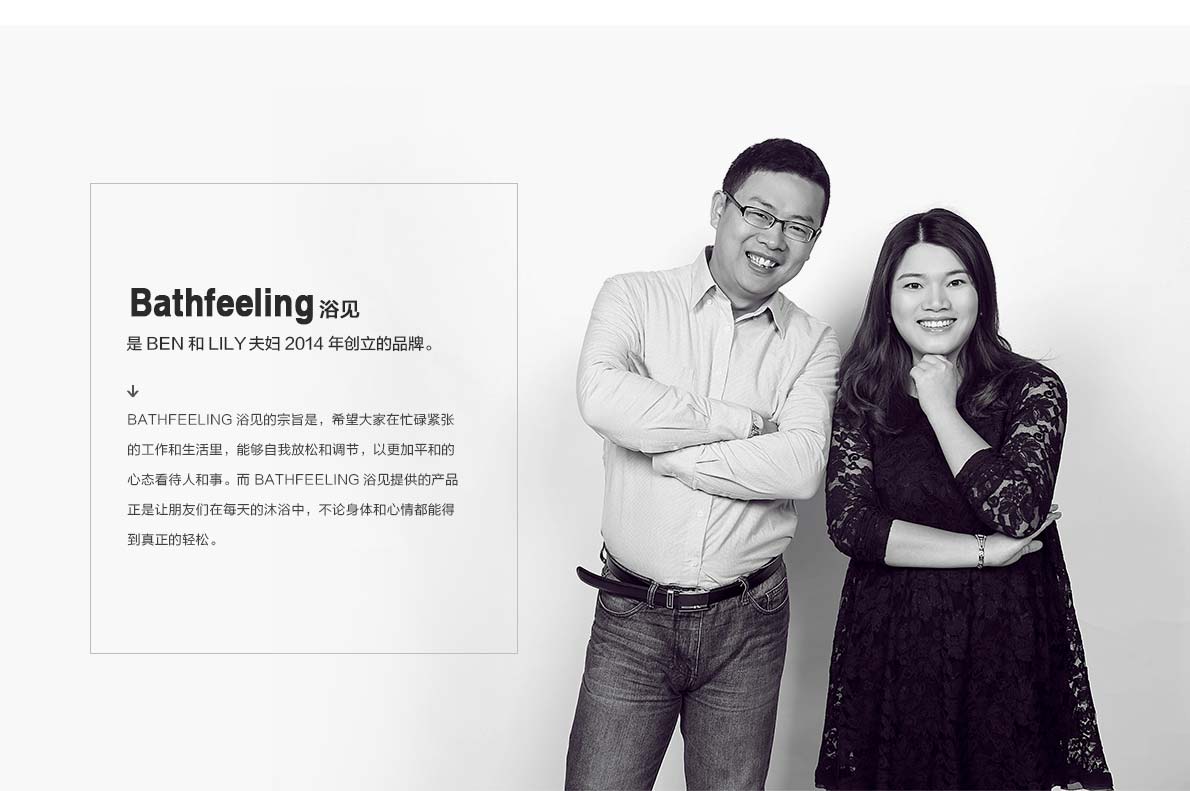 Bathfeeling 浴见
是 BEN 和 LILY 夫妇 2014 年创立的品牌。
BATHFEELING 浴见的宗旨是，希望大家在忙碌紧张
的工作和生活里，能够自我放松和调节，以更加平和的
心态看待人和事。而 BATHFEELING 浴见提供的产品
正是让朋友们在每天的沐浴中，不论身体和心情都能得
到真正的轻松。